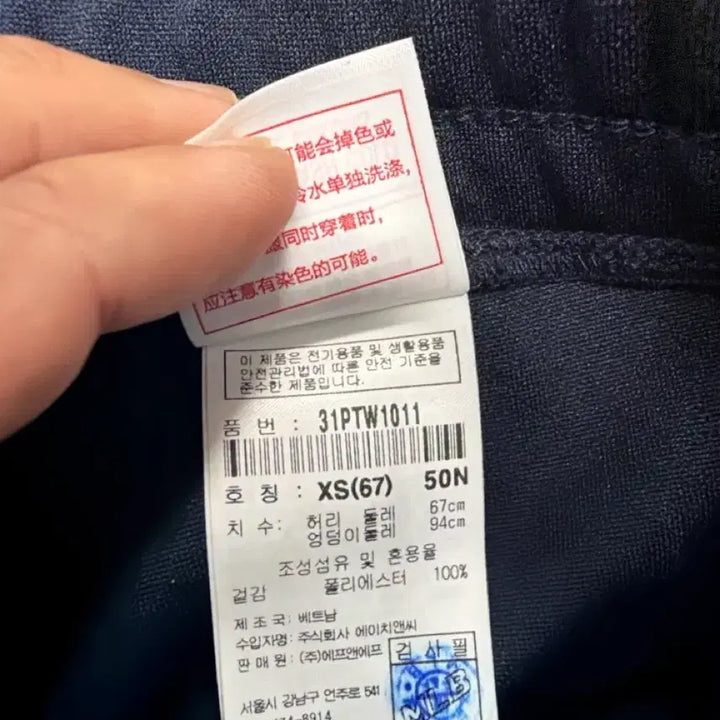 可能会掉色或
冷水单独洗涤,
同时穿着时,
应注意有染色的可能。
이 제품은 전기용품 및 생활용품
안전관리법에 따른 안전 기준을
준수한 제품입니다.
품 번 : 31PTW1011
호 칭 : XS(67) 50N
치 수: 허리 둘레 67cm
엉덩이둘레 94cm
조성섬유 및 혼용율
겉감 폴리에스터 100%
제 조 국: 베트남
수입자명: 주식회사 에이치앤씨
판 매 원: (주)에프앤에프
검 사 필
MLB
서울시 강남구 언주로 541
8914